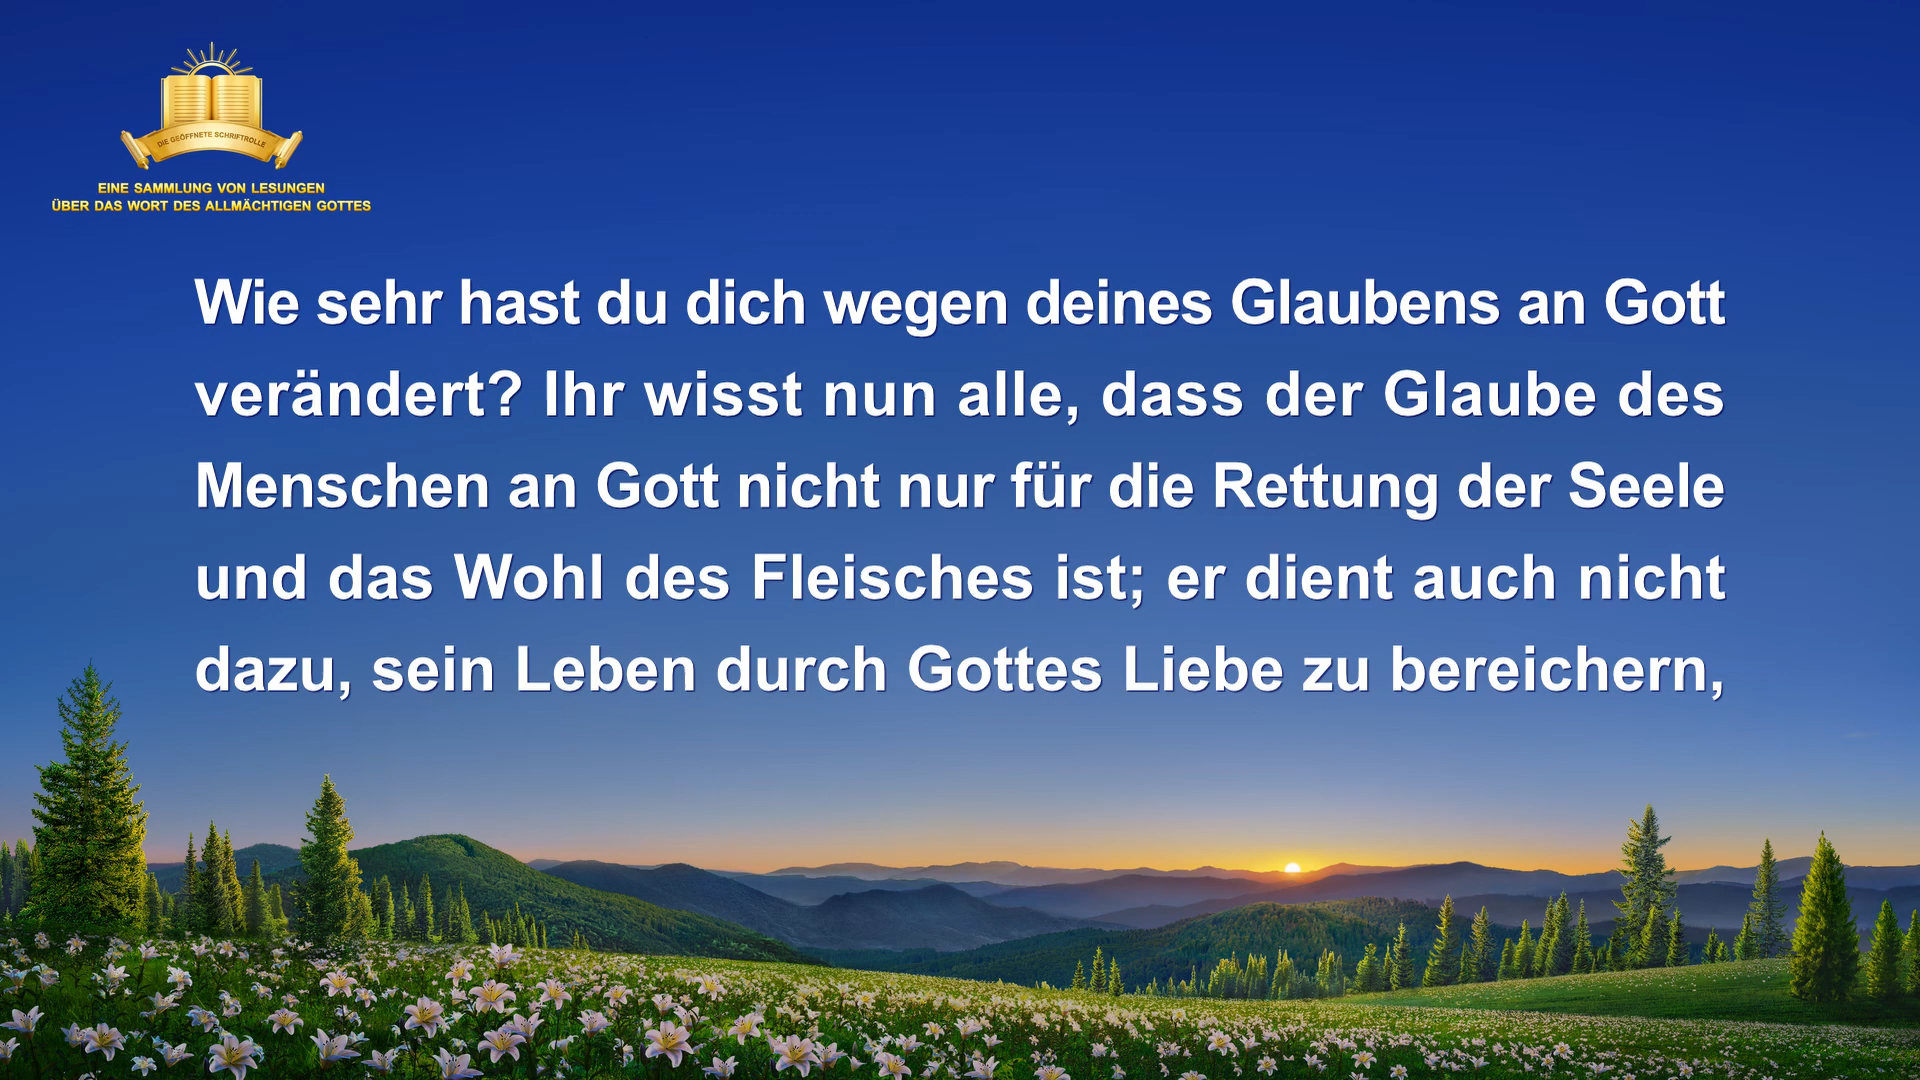 DIE GEÖFFNETE SCHRIFTROLLE
EINE SAMMLUNG VON LESUNGEN
ÜBER DAS WORT DES ALLMÄCHTIGEN GOTTES
Wie sehr hast du dich wegen deines Glaubens an Gott
verändert? Ihr wisst nun alle, dass der Glaube des
Menschen an Gott nicht nur für die Rettung der Seele
und das Wohl des Fleisches ist; er dient auch nicht
dazu, sein Leben durch Gottes Liebe zu bereichern,